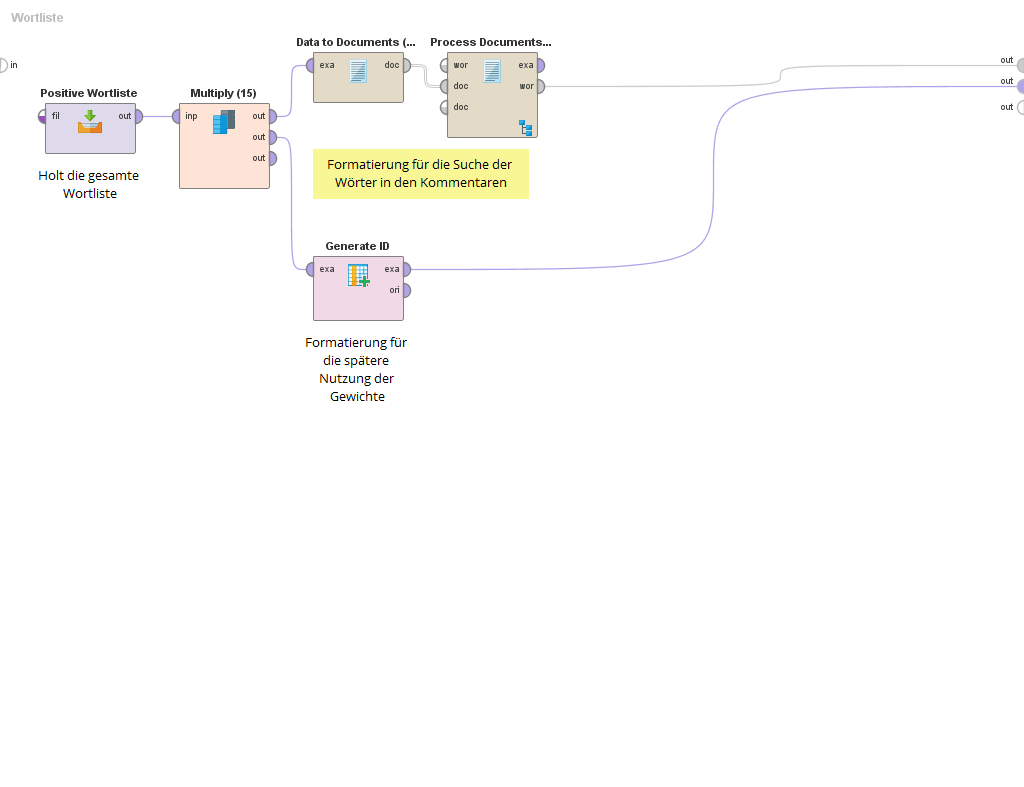 Wortliste
in
Positive Wortliste
fil
out
Holt die gesamte
Wortliste
Multiply (15)
inp
out
out
out
Data to Documents (...
exa
doc
Process Documents...
wor
exa
doc
wor
doc
Formatierung für die Suche der
Wörter in den Kommentaren
Generate ID
exa
exa
ori
Formatierung für
die spätere
Nutzung der
Gewichte
out
out
out